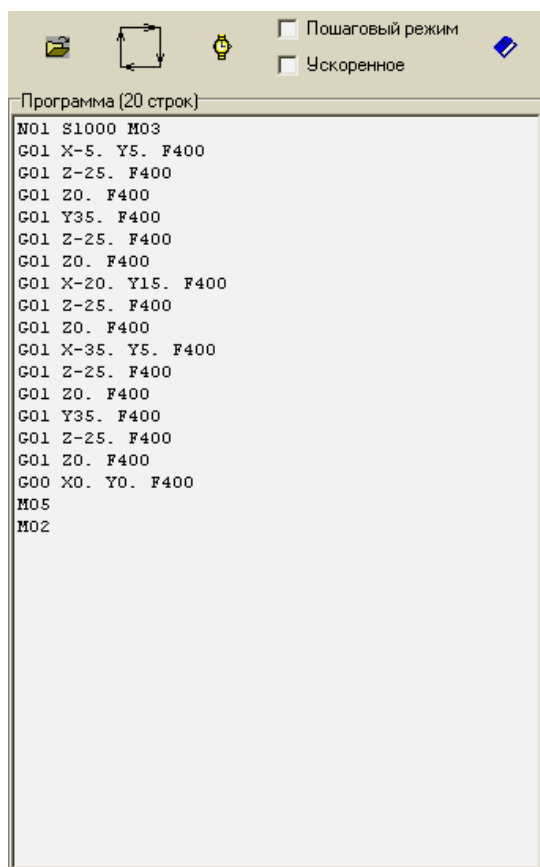 Пошаговый режим
Ускоренное
Программа (20 строк)
N01 S1000 M03
G01 X-5. Y5. F400
G01 Z-25. F400
G01 Z0. F400
G01 Y35. F400
G01 Z-25. F400
G01 Z0. F400
G01 X-20. Y15. F400
G01 Z-25. F400
G01 Z0. F400
G01 X-35. Y5. F400
G01 Z-25. F400
G01 Z0. F400
G01 Y35. F400
G01 Z-25. F400
G01 Z0. F400
G00 X0. Y0. F400
M05
M02